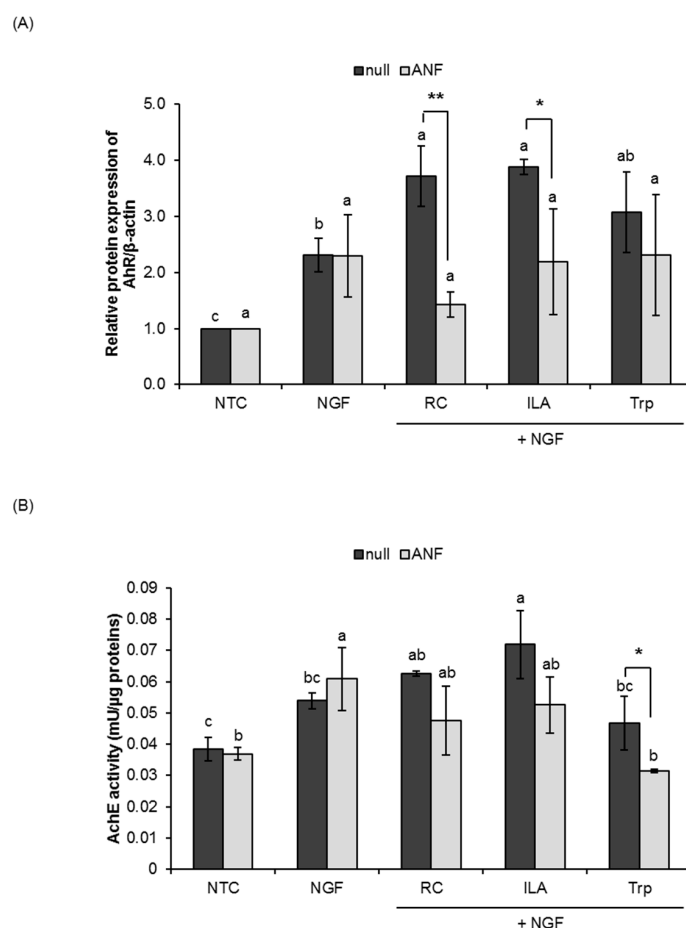 (A)
null ANF
Relative protein expression of
AhR/β-actin
5.0
4.0
3.0
2.0
1.0
0.0
c a b a a ** a a * a ab a
NTC NGF RC ILA Trp
+ NGF
(B)
null ANF
AchE activity (mU/µg proteins)
0.09
0.08
0.07
0.06
0.05
0.04
0.03
0.02
0.01
0
c b bc a ab ab a ab bc * b
NTC NGF RC ILA Trp
+ NGF